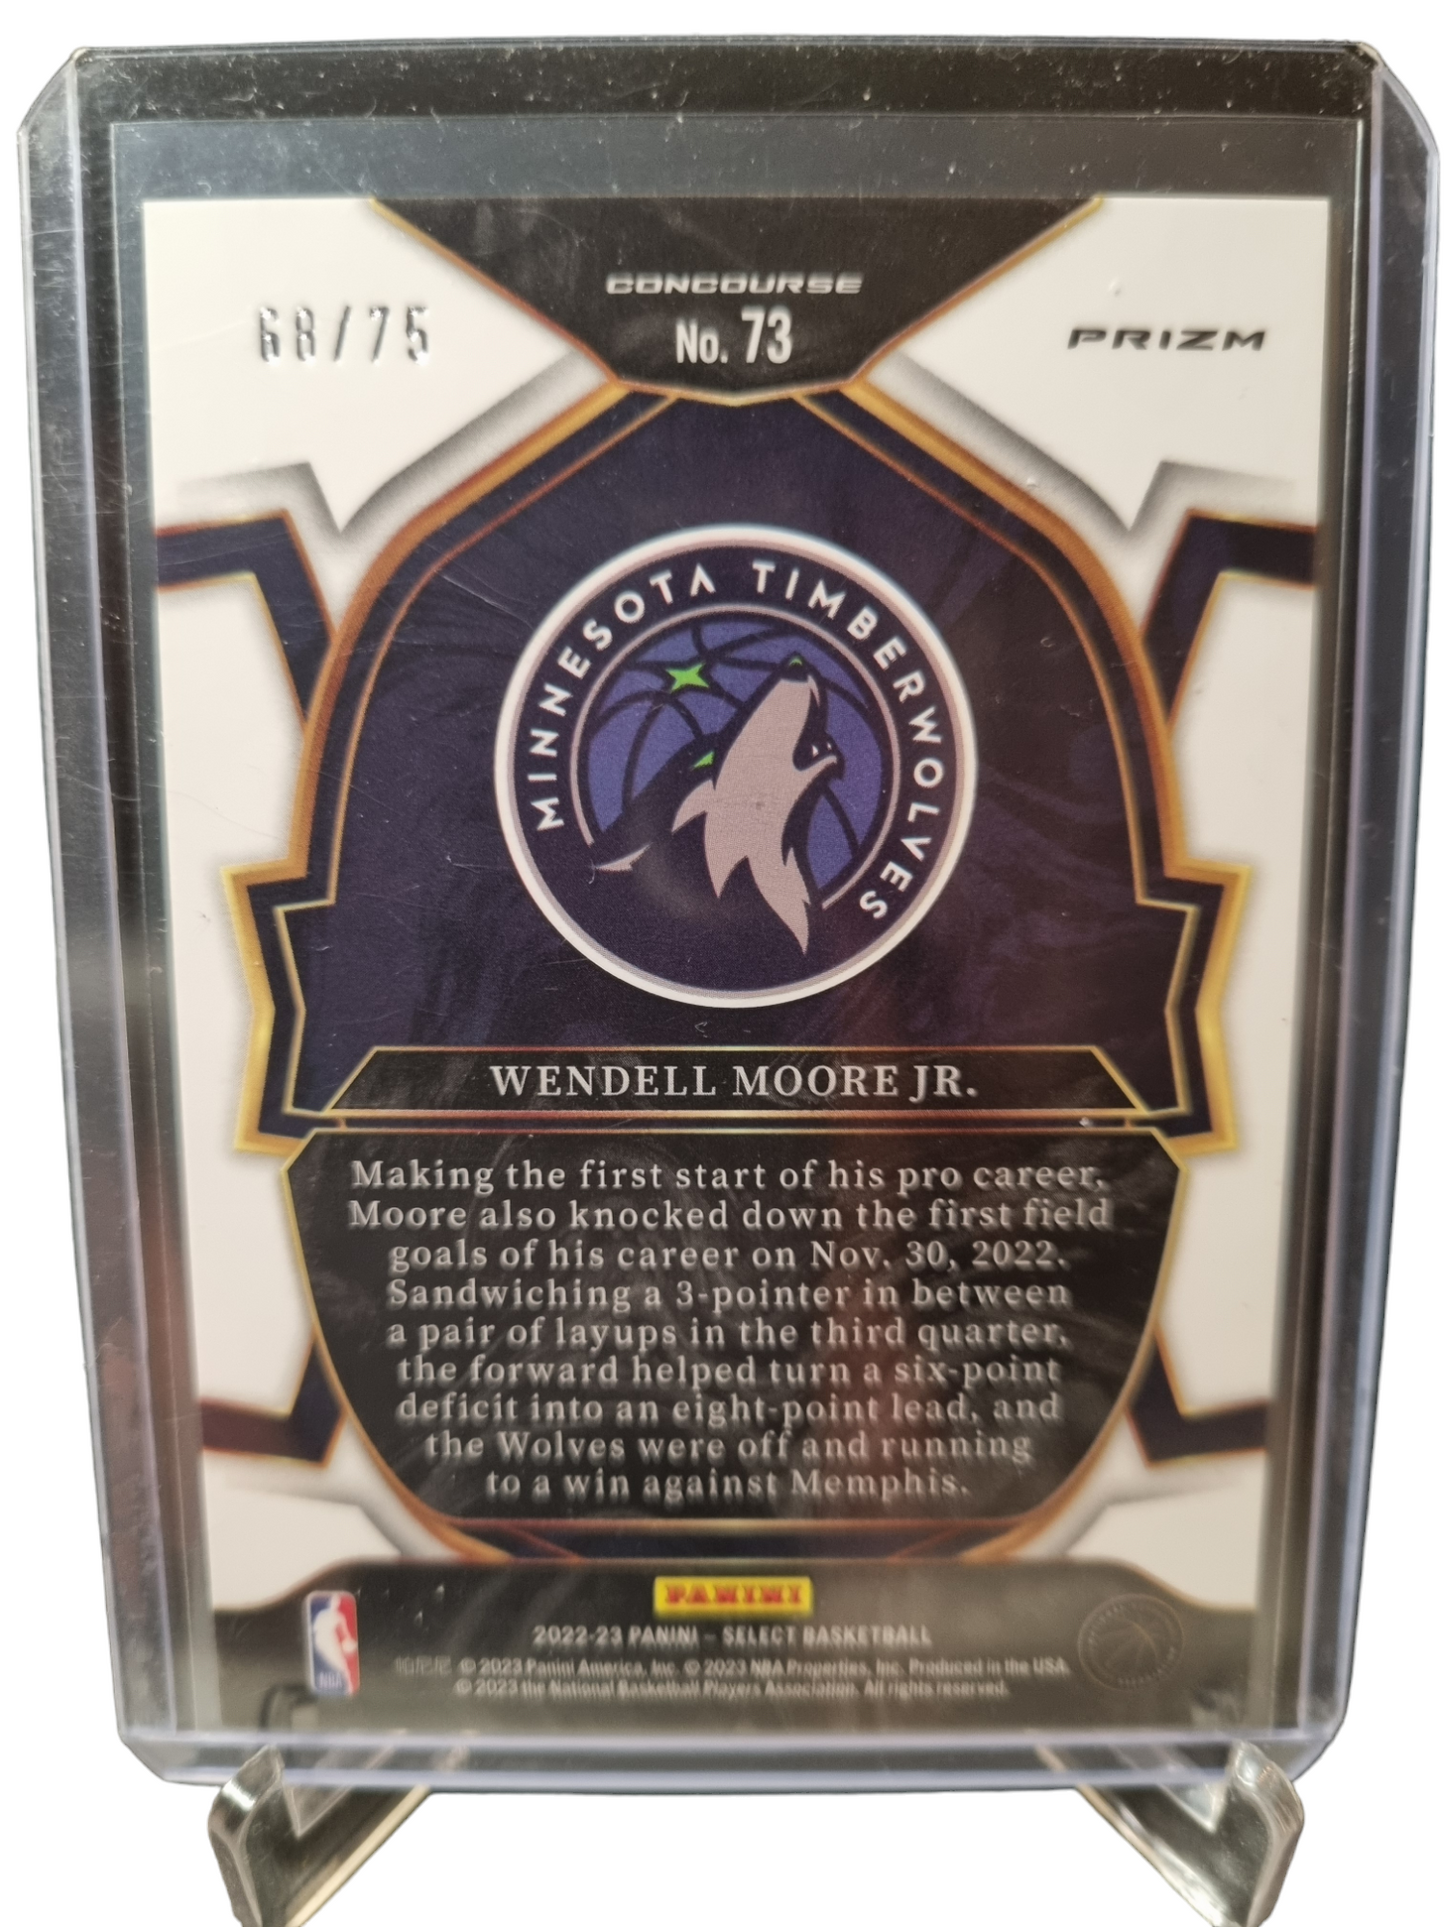 CONCOURSE
68/75
No. 73
PRIZM
MINNESOTA TIMBERWOLVES
WENDELL MOORE JR.
Making the first start of his pro career,
Moore also knocked down the first field
goals of his career on Nov. 30, 2022.
Sandwiching a 3-pointer in between
a pair of layups in the third quarter,
the forward helped turn a six-point
deficit into an eight-point lead, and
the Wolves were off and running
to a win against Memphis.
PANINI
2022-23 PANINI – SELECT BASKETBALL
帕尼尼 © 2023 Panini America, Inc. © 2023 NBA Properties, Inc. Produced in the USA.
© 2023 the National Basketball Players Association. All rights reserved.
NBA